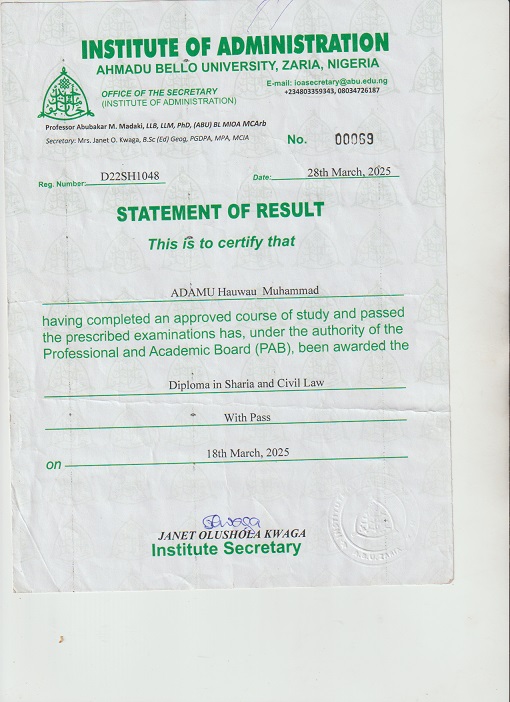 INSTITUTE OF ADMINISTRATION
AHMADU BELLO UNIVERSITY, ZARIA, NIGERIA
OFFICE OF THE SECRETARY
(INSTITUTE OF ADMINISTRATION)
E-mail: ioasecretary@abu.edu.ng
+234803359343, 08034726187
Professor Abubakar M. Madaki, LLB, LLM, PhD, (ABU) BL MIOA MCArb
Secretary: Mrs. Janet O. Kwaga, B.Sc (Ed) Geog, PGDPA, MPA, MCIA
No. 00069
Reg. Number: D22SH1048
Date: 28th March, 2025
STATEMENT OF RESULT
This is to certify that
ADAMU Hauwau Muhammad
having completed an approved course of study and passed
the prescribed examinations has, under the authority of the
Professional and Academic Board (PAB), been awarded the
Diploma in Sharia and Civil Law
With Pass
on 18th March, 2025
JANET OLUSHOLA KWAGA
Institute Secretary